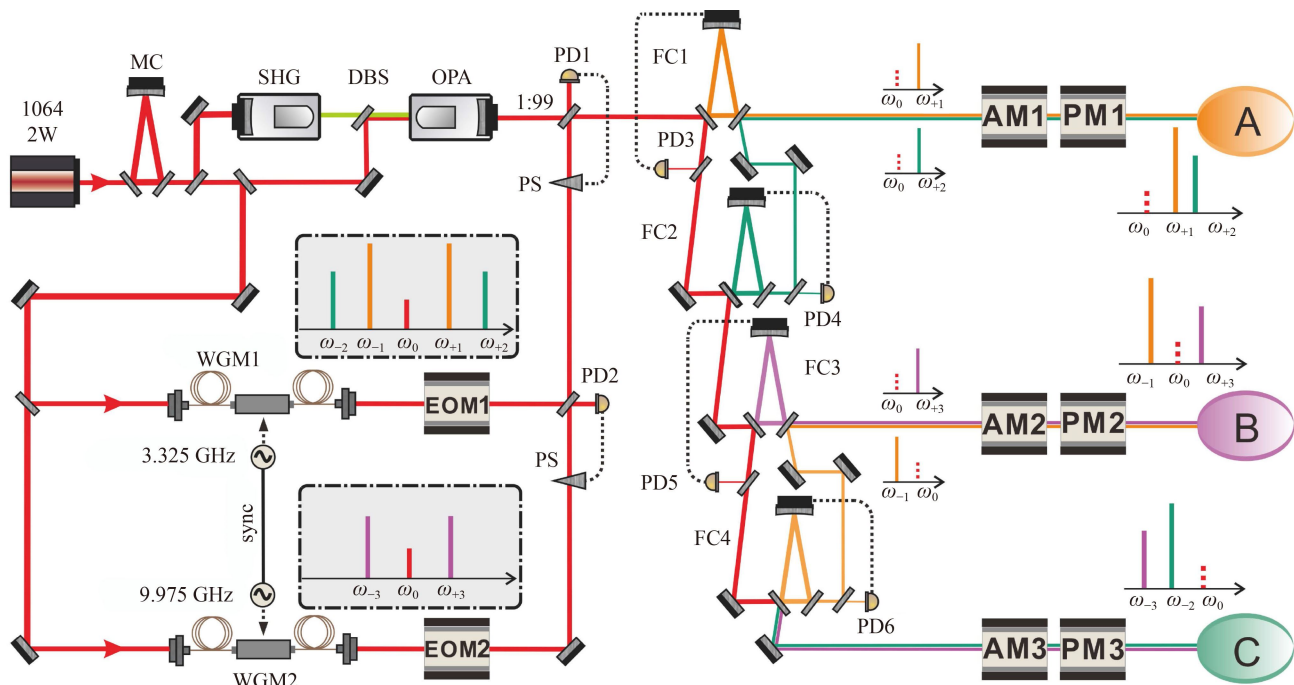 1064
2W
MC
SHG
DBS
OPA
1:99
PD1
PS
FC1
PD3
FC2
PD4
FC3
PD5
FC4
PD6
ω₀ ω₊₁
ω₀ ω₊₂
AM1 PM1
A
ω₀ ω₊₁ ω₊₂
ω₋₂ ω₋₁ ω₀ ω₊₁ ω₊₂
WGM1
EOM1
PD2
PS
3.325 GHz
sync
9.975 GHz
ω₋₃ ω₀ ω₊₃
WGM2
EOM2
ω₀ ω₊₃
ω₋₁ ω₀
AM2 PM2
B
ω₋₁ ω₀ ω₊₃
ω₋₃ ω₋₂ ω₀
AM3 PM3
C